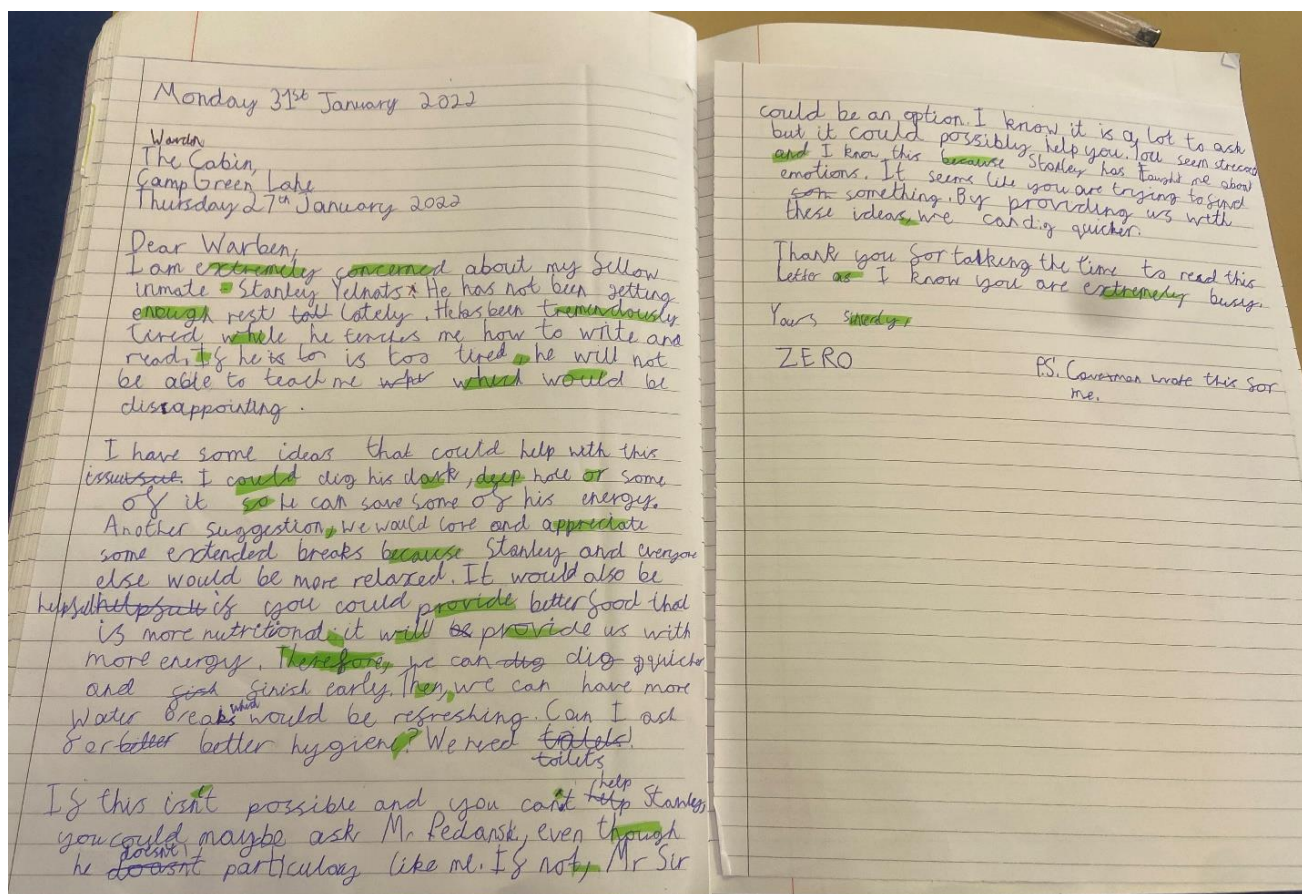 Monday 31st January 2022
Wardn
The Cabin,
Camp Green Lake
Thursday 27th January 2022
Dear Warben,
I am extremely concerned about my fellow
inmate - Stanley Yelnats. He has not been getting
enough rest lately. He has been tremendously
tired while he teaches me how to write and
read. If he is too tired, he will not
be able to teach me which would be
dissappointing.
I have some ideas that could help with this
issue. I could dig his dark, deep hole or some
of it so he can save some of his energy.
Another suggestion, we would love and appreciate
some extended breaks because Stanley and everyone
else would be more relaxed. It would also be
helpful if you could provide better food that
is more nutritional; it will provide us with
more energy. Therefore, we can dig quicker
and finish early. Then, we can have more
water breaks which would be refreshing. Can I ask
for better hygiene? We need
toilets
If this isn't possible and you can't help Stanley,
you could maybe ask Mr. Pedansk, even though
he doesn't particulary like me. If not, Mr Sir
could be an option. I know it is a lot to ask
but it could possibly help you. You seem
and I know this because Stanley has taught me about
emotions. It seems like you are trying to find
something. By providing us with
these ideas, we can dig quicker.
Thank you for talking the time to read this
letter as I know you are extremely busy.
Yours
ZERO
P.S. Caveman wrote this for
me.